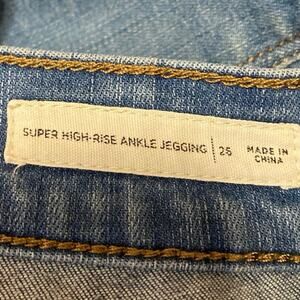 SUPER HIGH-RISE ANKLE JEGGING | 26 MADE IN
CHINA